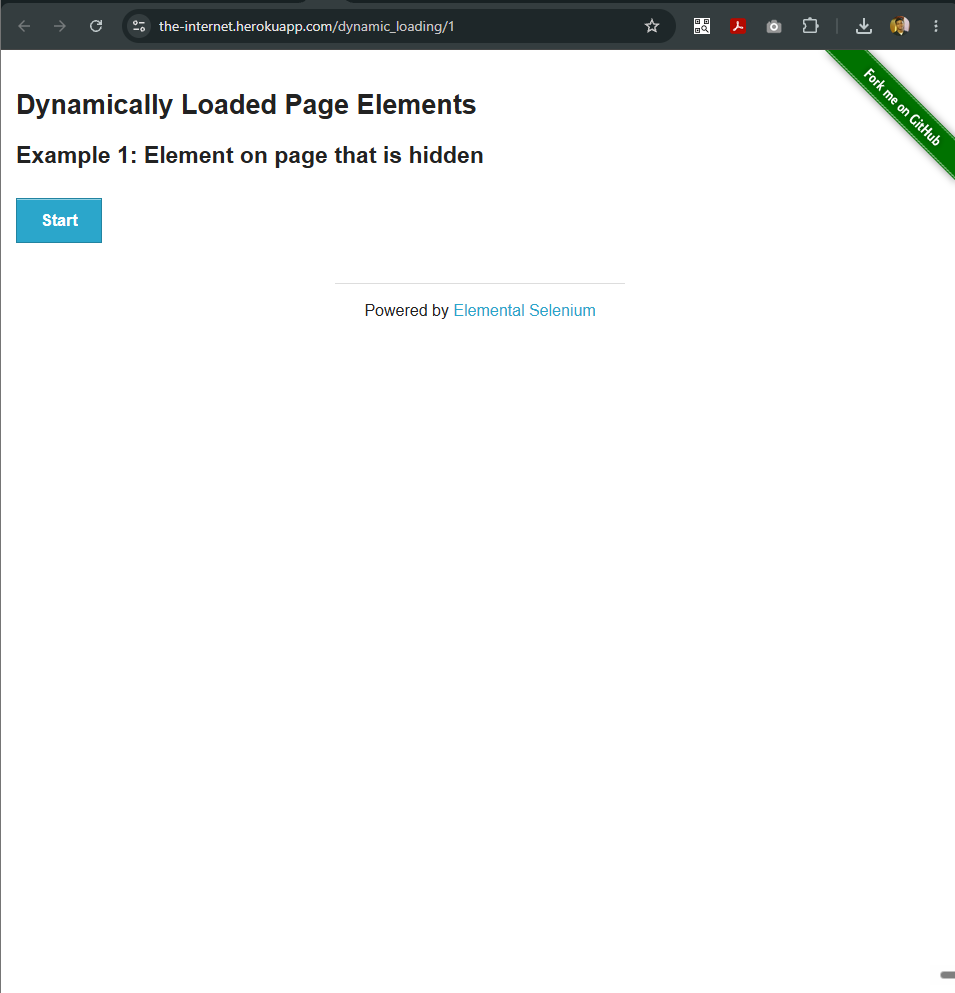 the-internet.herokuapp.com/dynamic_loading/1
Fork me on GitHub
Dynamically Loaded Page Elements
Example 1: Element on page that is hidden
Start
Powered by Elemental Selenium